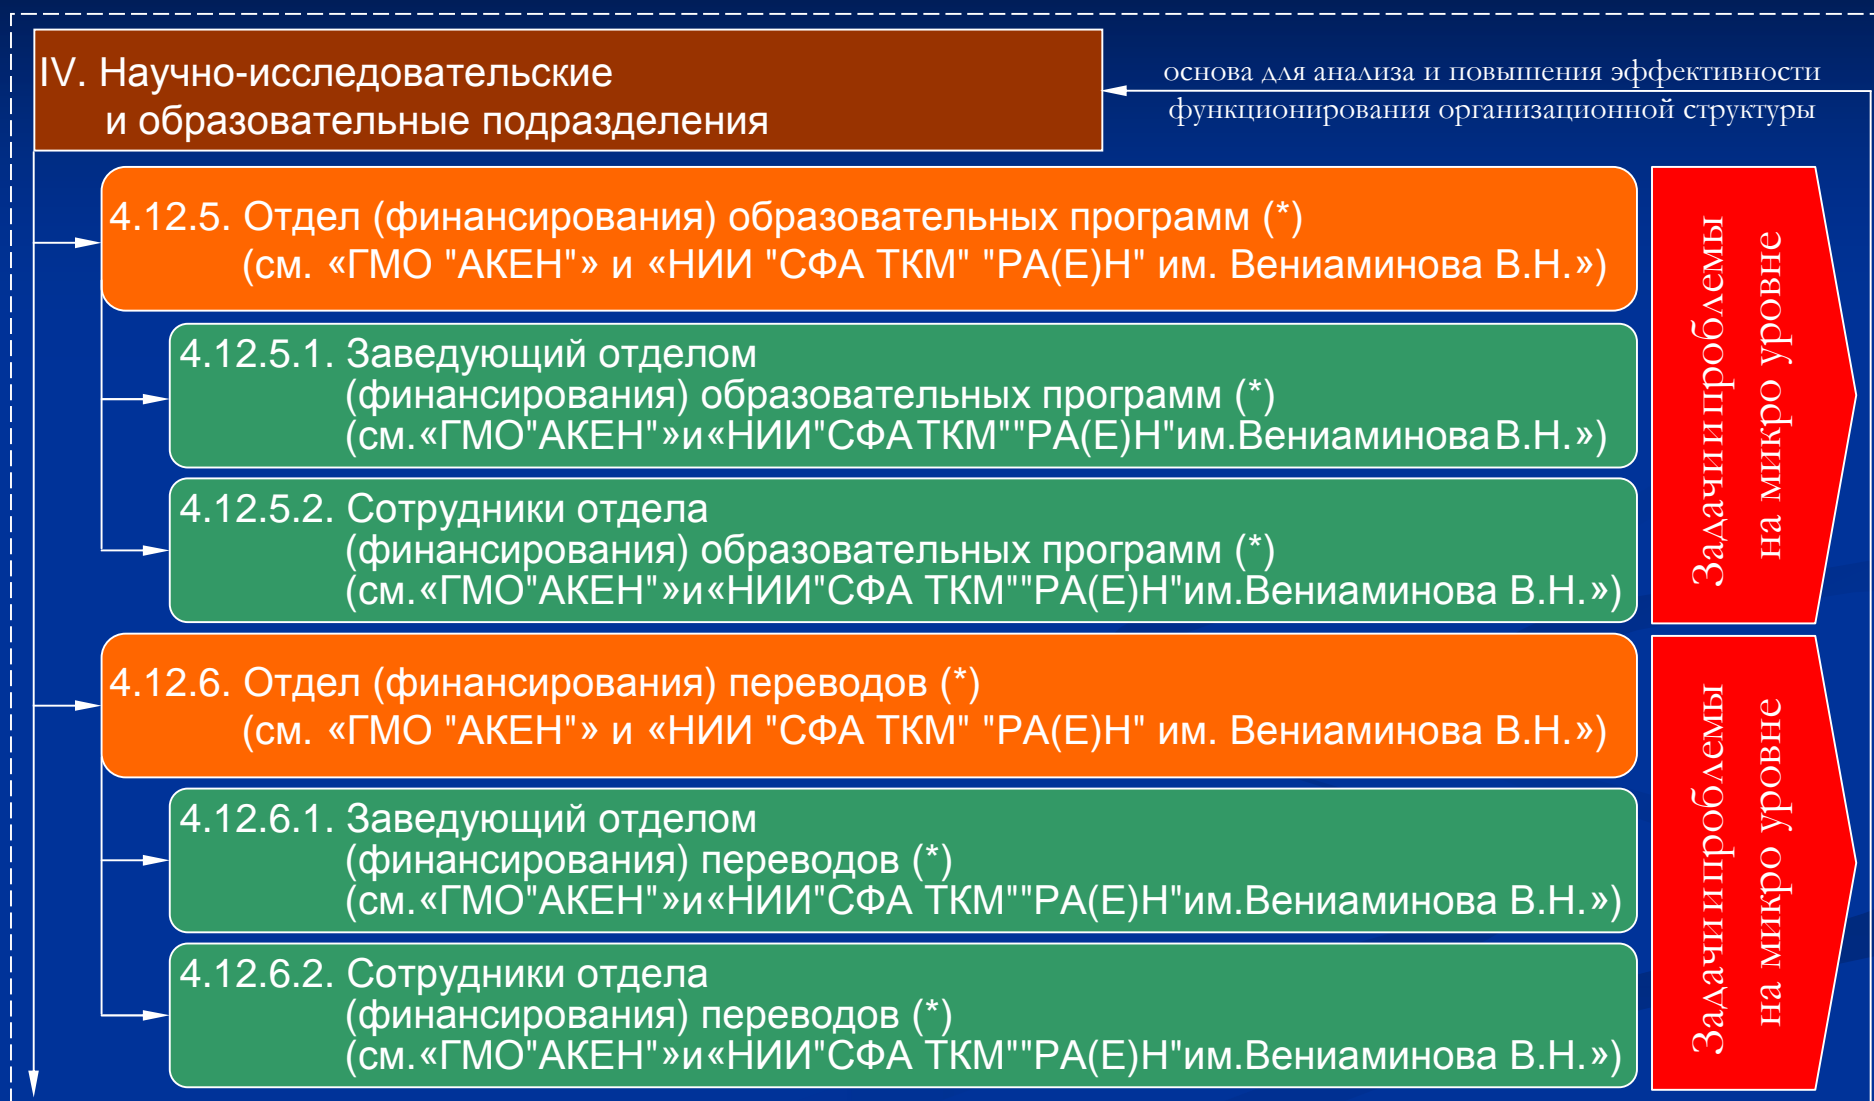 IV. Научно-исследовательские
и образовательные подразделения
основа для анализа и повышения эффективности
функционирования организационной структуры
4.12.5. Отдел (финансирования) образовательных программ (*)
(см. «ГМО "АКЕН"» и «НИИ "СФА ТКМ" "РА(Е)Н" им. Вениаминова В.Н.»)
4.12.5.1. Заведующий отделом
(финансирования) образовательных программ (*)
(см.«ГМО"АКЕН"»и«НИИ"СФА ТКМ""РА(Е)Н"им.Вениаминова В.Н.»)
4.12.5.2. Сотрудники отдела
(финансирования) образовательных программ (*)
(см.«ГМО"АКЕН"»и«НИИ"СФА ТКМ""РА(Е)Н"им.Вениаминова В.Н.»)
Задачи и проблемы
на микро уровне
4.12.6. Отдел (финансирования) переводов (*)
(см. «ГМО "АКЕН"» и «НИИ "СФА ТКМ" "РА(Е)Н" им. Вениаминова В.Н.»)
4.12.6.1. Заведующий отделом
(финансирования) переводов (*)
(см.«ГМО"АКЕН"»и«НИИ"СФА ТКМ""РА(Е)Н"им.Вениаминова В.Н.»)
4.12.6.2. Сотрудники отдела
(финансирования) переводов (*)
(см.«ГМО"АКЕН"»и«НИИ"СФА ТКМ""РА(Е)Н"им.Вениаминова В.Н.»)
Задачи и проблемы
на микро уровне